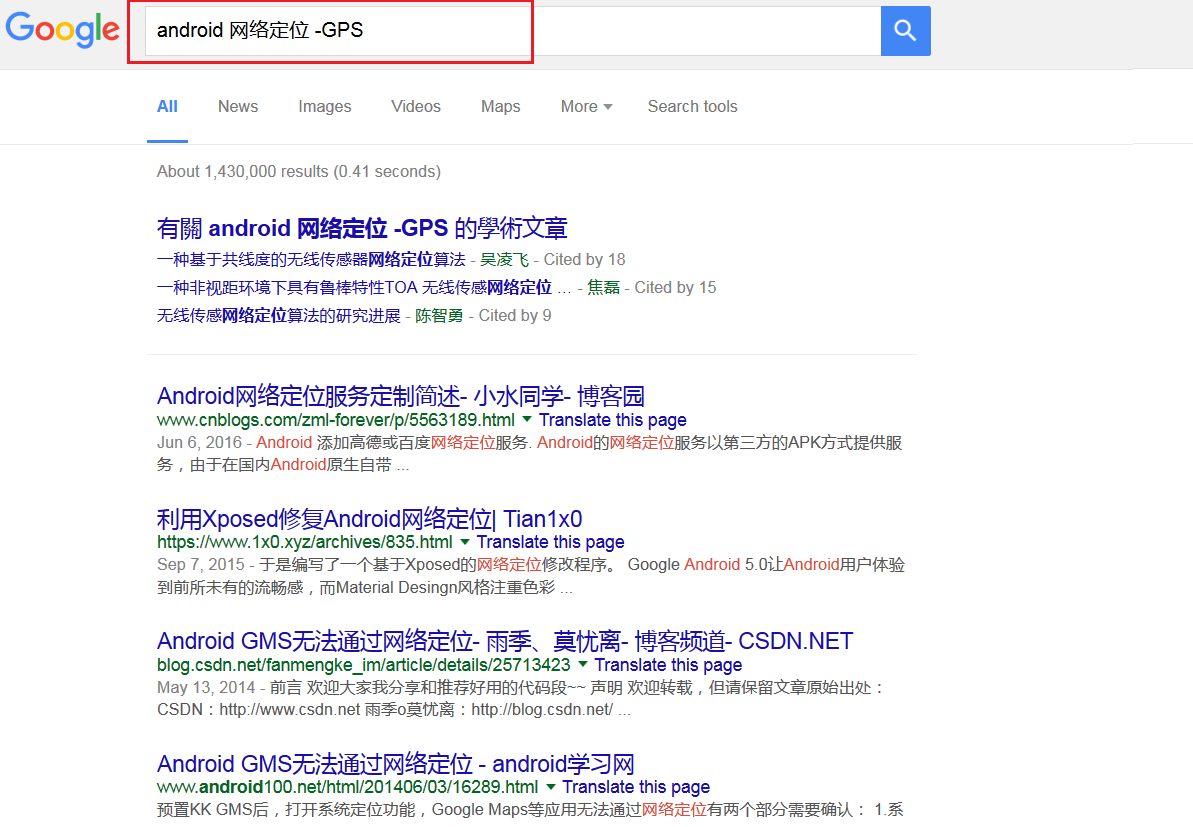 Google
android 网络定位 -GPS
All News Images Videos Maps More Search tools
About 1,430,000 results (0.41 seconds)
有關 android 网络定位 -GPS 的學術文章
一种基于共线度的无线传感器网络定位算法 - 吴凌飞 - Cited by 18
一种非视距环境下具有鲁棒特性TOA 无线传感网络定位 ... - 焦磊 - Cited by 15
无线传感网络定位算法的研究进展 - 陈智勇 - Cited by 9
Android网络定位服务定制简述- 小水同学- 博客园
www.cnblogs.com/zml-forever/p/5563189.html Translate this page
Jun 6, 2016 - Android 添加高德或百度网络定位服务. Android的网络定位服务以第三方的APK方式提供服
务，由于在国内Android原生自带 ...
利用Xposed修复Android网络定位| Tian1x0
https://www.1x0.xyz/archives/835.html Translate this page
Sep 7, 2015 - 于是编写了一个基于Xposed的网络定位修改程序。 Google Android 5.0让Android用户体验
到前所未有的流畅感，而Material Desingn风格注重色彩 ...
Android GMS无法通过网络定位- 雨季、莫忧离- 博客频道- CSDN.NET
blog.csdn.net/fanmengke_im/article/details/25713423 Translate this page
May 13, 2014 - 前言 欢迎大家我分享和推荐好用的代码段~~ 声明 欢迎转载，但请保留文章原始出处：
CSDN：http://www.csdn.net 雨季o莫忧离：http://blog.csdn.net/ ...
Android GMS无法通过网络定位 - android学习网
www.android100.net/html/201406/03/16289.html Translate this page
预置KK GMS后，打开系统定位功能，Google Maps等应用无法通过网络定位有两个部分需要确认： 1.系